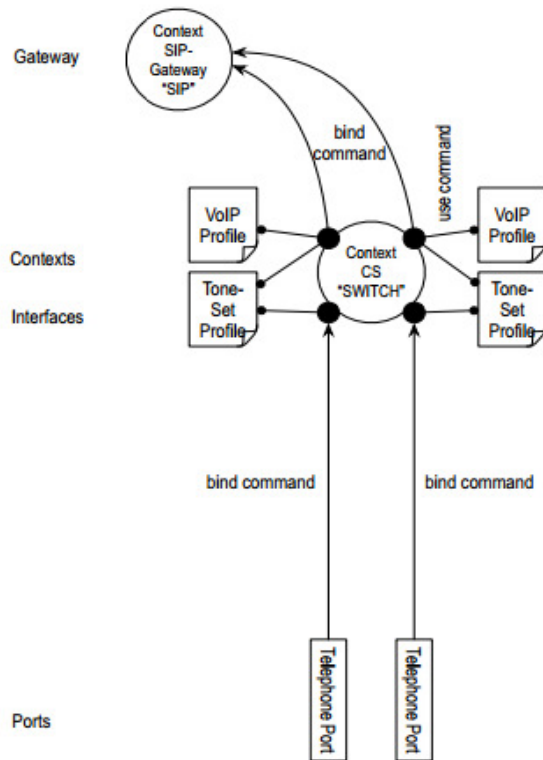 Gateway
Context
SIP-
Gateway
"SIP"
bind
command
use command
VoIP
Profile
VoIP
Profile
Contexts
Context
CS
"SWITCH"
Tone-
Set
Profile
Tone-
Set
Profile
Interfaces
bind command
bind command
Telephone Port
Telephone Port
Ports